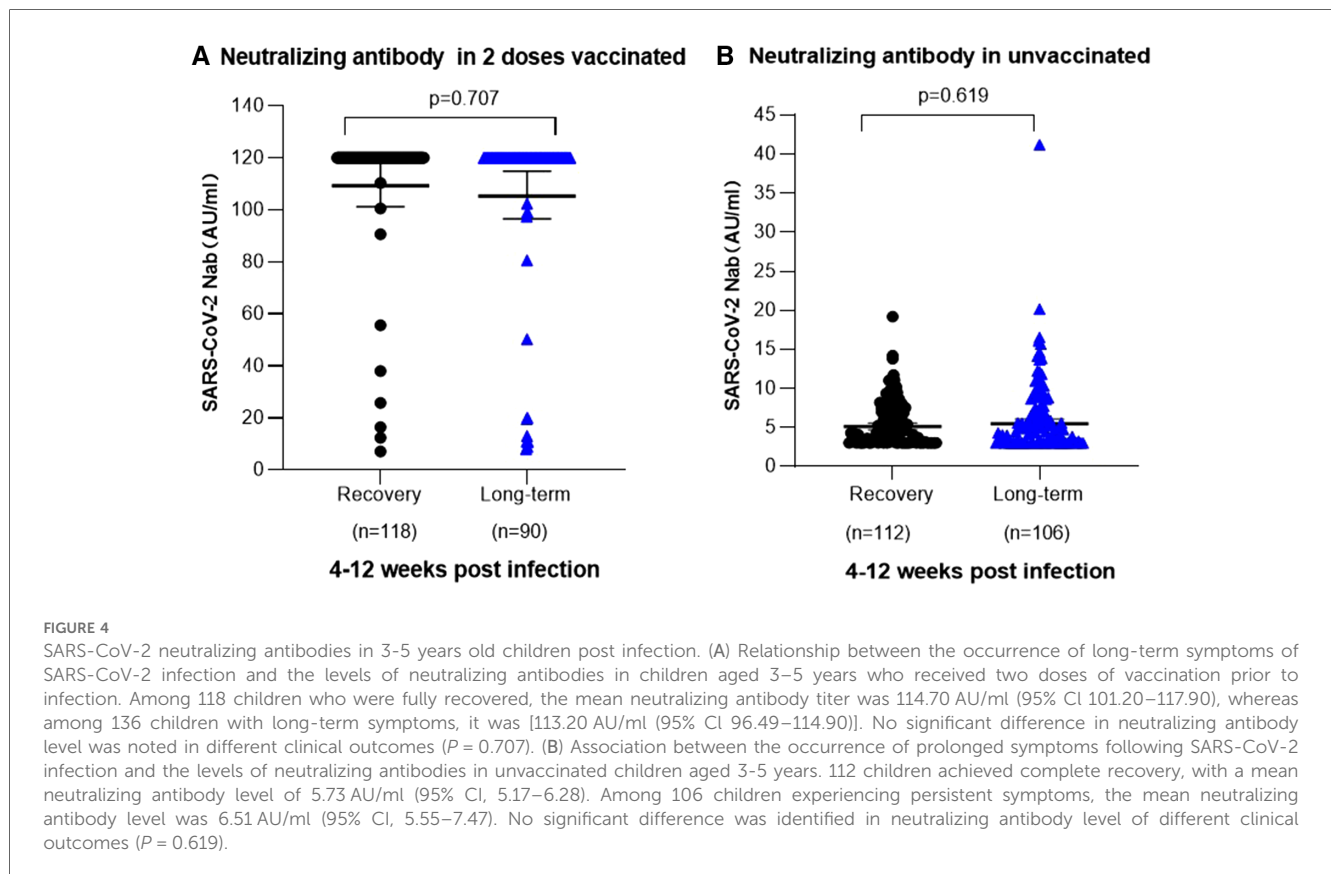 A Neutralizing antibody in 2 doses vaccinated
p=0.707
SARS-CoV-2 Nab (AU/ml)
140
120
100
80
60
40
20
0
Recovery
Long-term
(n=118)
(n=90)
4-12 weeks post infection
B Neutralizing antibody in unvaccinated
p=0.619
SARS-CoV-2 Nab (AU/ml)
45
40
35
30
25
20
15
10
5
0
Recovery
Long-term
(n=112)
(n=106)
4-12 weeks post infection
FIGURE 4
SARS-CoV-2 neutralizing antibodies in 3-5 years old children post infection. (A) Relationship between the occurrence of long-term symptoms of
SARS-CoV-2 infection and the levels of neutralizing antibodies in children aged 3–5 years who received two doses of vaccination prior to
infection. Among 118 children who were fully recovered, the mean neutralizing antibody titer was 114.70 AU/ml (95% CI 101.20–117.90), whereas
among 136 children with long-term symptoms, it was [113.20 AU/ml (95% CI 96.49–114.90)]. No significant difference in neutralizing antibody
level was noted in different clinical outcomes (P = 0.707). (B) Association between the occurrence of prolonged symptoms following SARS-CoV-2
infection and the levels of neutralizing antibodies in unvaccinated children aged 3-5 years. 112 children achieved complete recovery, with a mean
neutralizing antibody level of 5.73 AU/ml (95% CI, 5.17–6.28). Among 106 children experiencing persistent symptoms, the mean neutralizing
antibody level was 6.51 AU/ml (95% CI, 5.55–7.47). No significant difference was identified in neutralizing antibody level of different clinical
outcomes (P = 0.619).